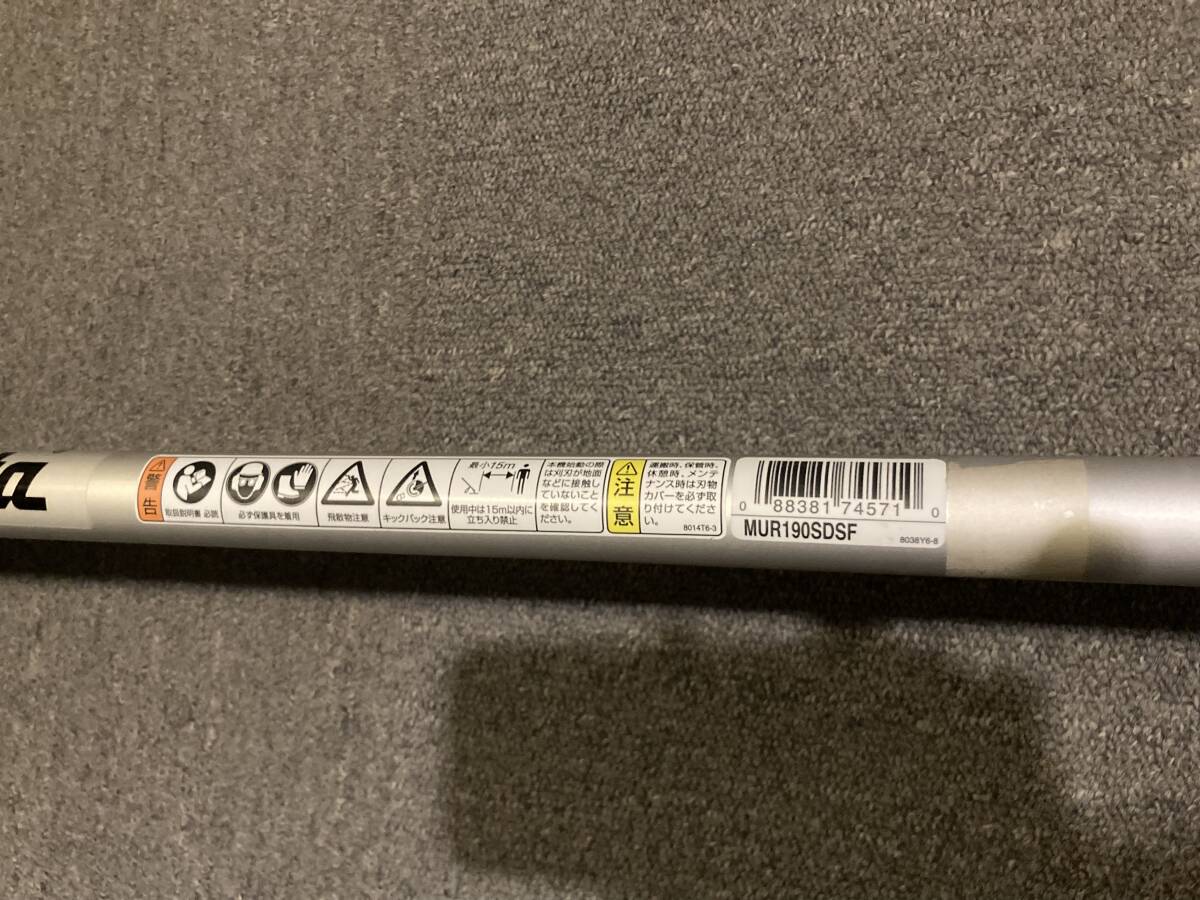 ta
警告
取扱説明書 必読
必ず保護具を着用
飛散物注意
キックバック注意
最小15m
使用中は15m以内に
立ち入り禁止
本機始動の際
は刈刃が地面
などに接触し
ていないこと
を確認してく
ださい。
注意
運搬時、保管時、
休憩時、メンテ
ナンス時は刃物
カバーを必ず取
り付けてくださ
い。
8014T6-3
0 88381 74571 0
MUR190SDSF
8038Y6-8